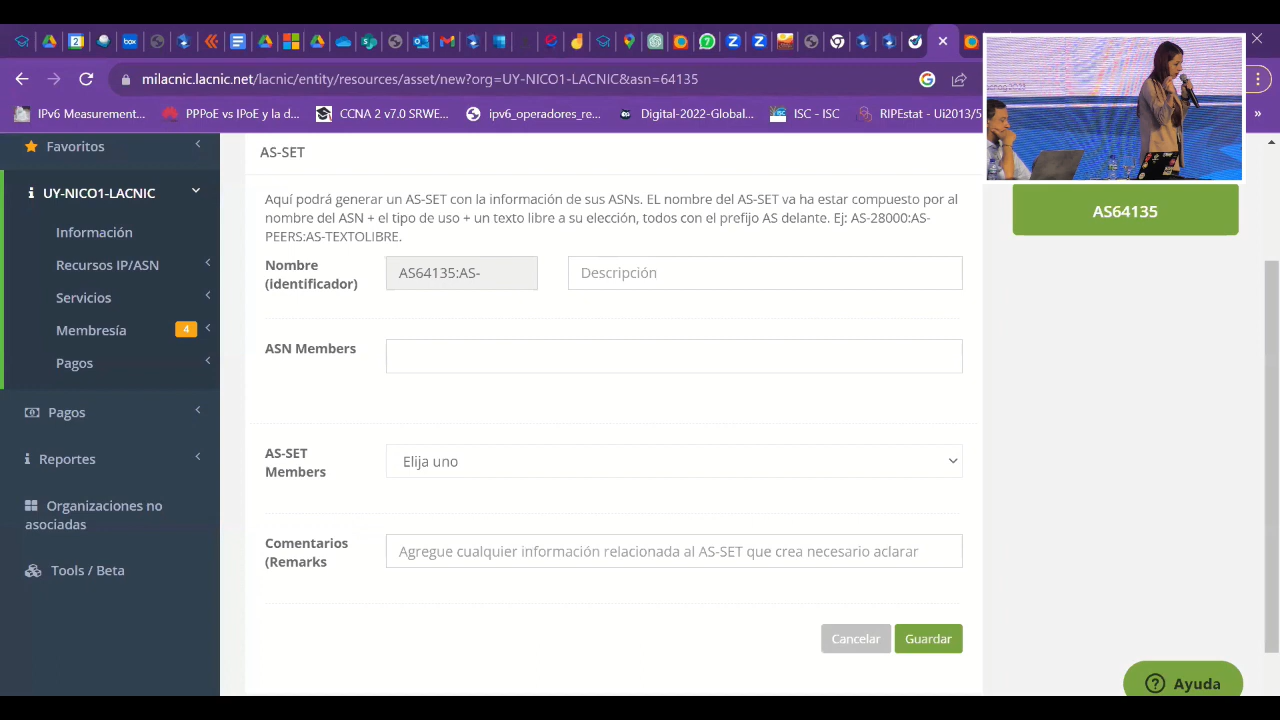 milacnic.lacnic.net/lacnic/entity/resources/asset/new?org=UY-NICO1-LACNIC&asn=64135
IPv6 Measurement...
PPPoE vs IPoE y la d...
CCNA 2 v7.0 SRWE...
ipv6_operadores_re...
Digital-2022-Global...
ISC - ISC
RIPEstat - Ui2013/5
»
Favoritos
UY-NICO1-LACNIC
Información
Recursos IP/ASN
Servicios
Membresía
4
Pagos
Pagos
Reportes
Organizaciones no
asociadas
Tools / Beta
AS-SET
Aquí podrá generar un AS-SET con la información de sus ASNs. EL nombre del AS-SET va ha estar compuesto por al
nombre del ASN + el tipo de uso + un texto libre a su elección, todos con el prefijo AS delante. Ej: AS-28000:AS-
PEERS:AS-TEXTOLIBRE.
Nombre
(identificador)
AS64135:AS-
Descripción
ASN Members
AS-SET
Members
Elija uno
Comentarios
(Remarks
Agregue cualquier información relacionada al AS-SET que crea necesario aclarar
Cancelar
Guardar
AS64135
Ayuda